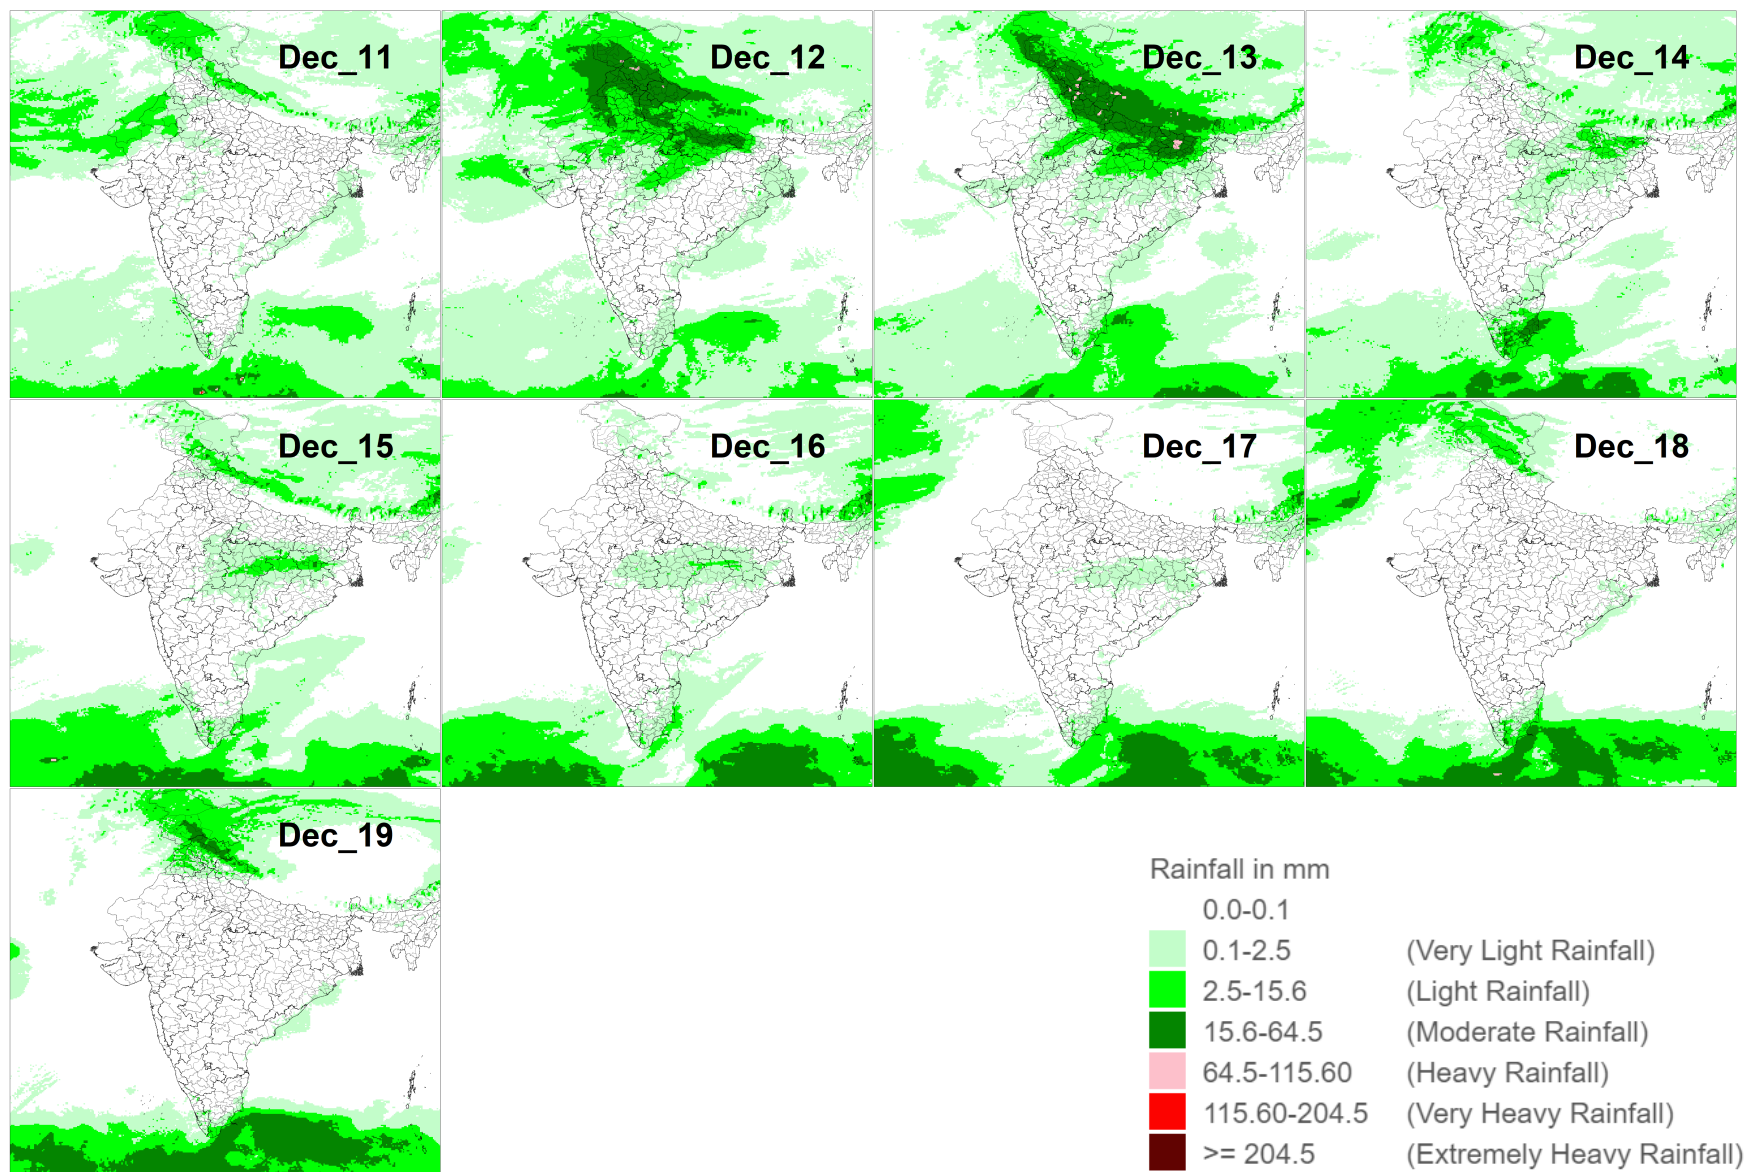 Dec_11
Dec_12
Dec_13
Dec_14
Dec_15
Dec_16
Dec_17
Dec_18
Dec_19
Rainfall in mm
0.0-0.1
0.1-2.5 (Very Light Rainfall)
2.5-15.6 (Light Rainfall)
15.6-64.5 (Moderate Rainfall)
64.5-115.60 (Heavy Rainfall)
115.60-204.5 (Very Heavy Rainfall)
>= 204.5 (Extremely Heavy Rainfall)